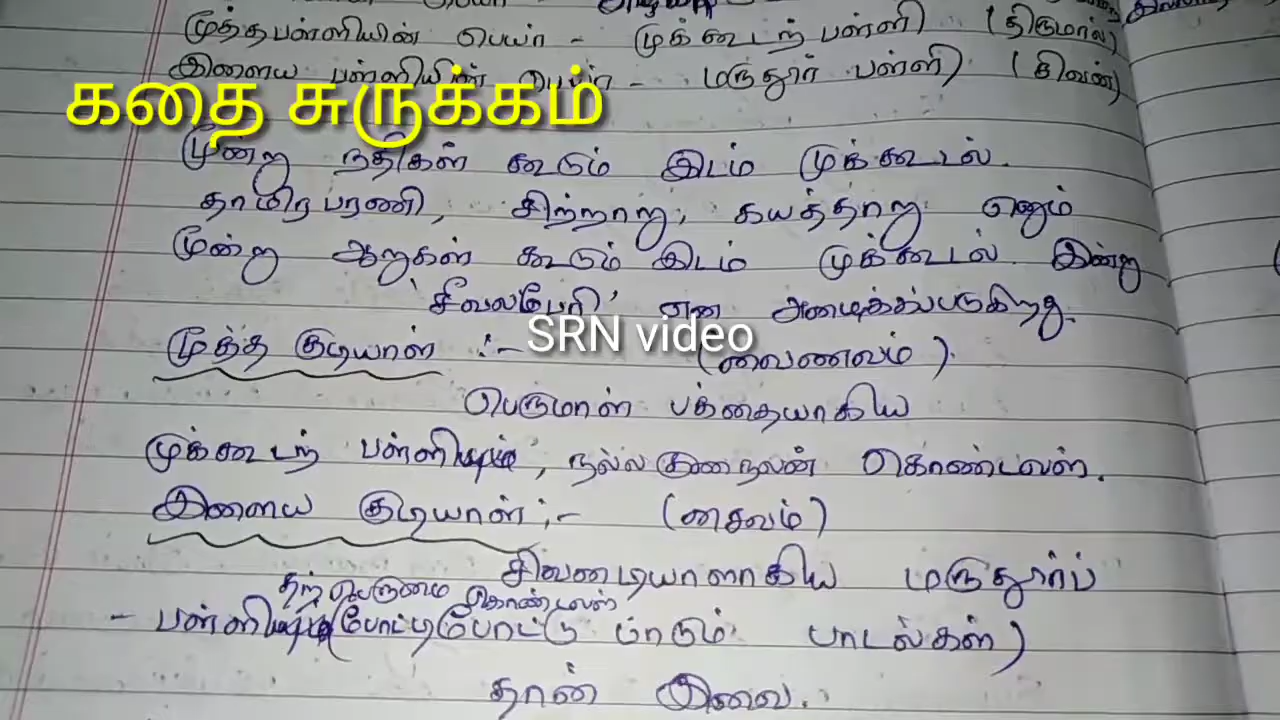 மூத்தபள்ளியின் பெயர் - முக்கூடற் பள்ளி (திருமால்)
இளைய பள்ளியின் பெயர் - மருதூர் பள்ளி (சிவன்)
கதை சுருக்கம்
மூன்று நதிகள் கூடும் இடம் முக்கூடல்.
தாமிரபரணி, சிற்றாறு, கயத்தாறு எனும்
மூன்று ஆறுகள் கூடும் இடம் முக்கூடல். இன்று
'சீவலபேரி' என அழைக்கப்படுகிறது.
SRN video
மூத்த குடியாள் :- (வைணவம்).
பெருமாள் பக்தையாகிய
முக்கூடற் பள்ளி, நல்ல குணநலன் கொண்டவள்.
இளைய குடியாள் :- (சைவம்)
சிவனடியாளாகிய மருதூர்ப்
தற்பெருமை கொண்டவள்
- பள்ளி (போட்டிபோட்டு பாடும் பாடல்கள்)
தான் இவை.